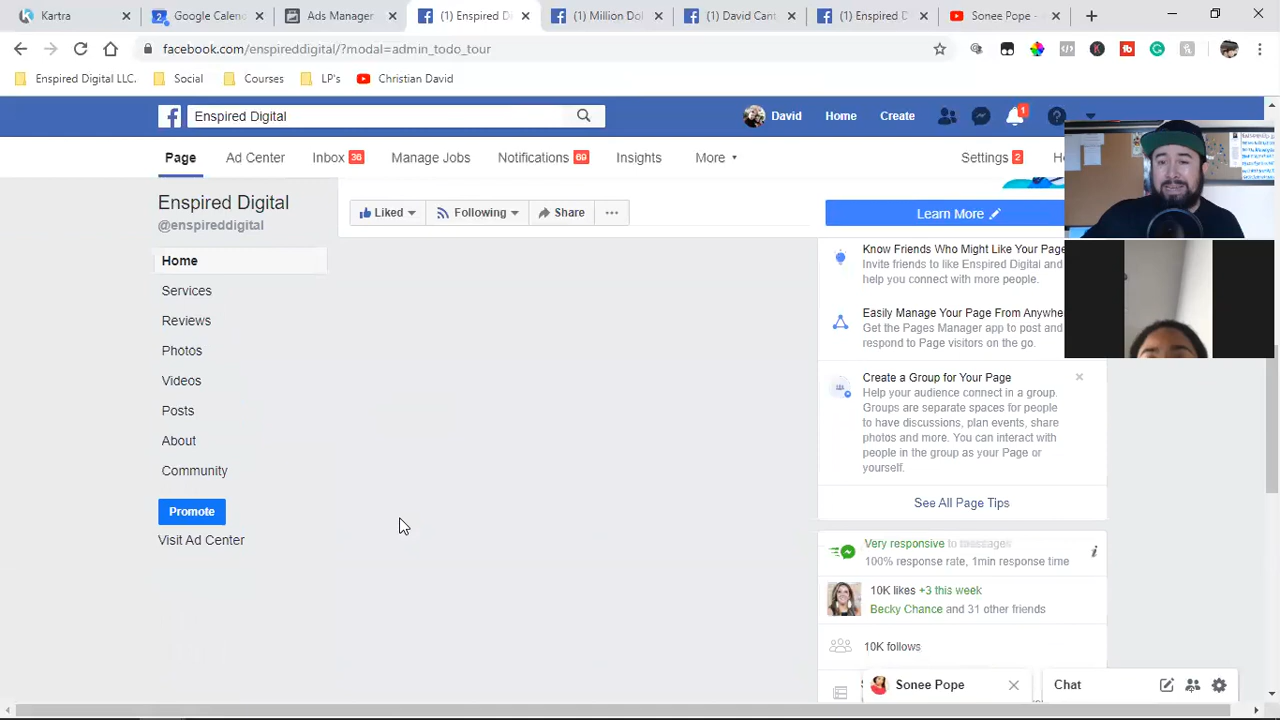 Kartra
Google Calend
Ads Manager
(1) Enspired D
(1) Million Dol
(1) David Cant
(1) Enspired D
Sonee Pope -
facebook.com/enspireddigital/?modal=admin_todo_tour
Enspired Digital LLC.
Social
Courses
LP's
Christian David
Enspired Digital
David
Home
Create
1
Page
Ad Center
Inbox 36
Manage Jobs
Notifications 69
Insights
More
Settings 2
Enspired Digital
@enspireddigital
Liked
Following
Share
Learn More
Home
Services
Reviews
Photos
Videos
Posts
About
Community
Promote
Visit Ad Center
Know Friends Who Might Like Your Page
Invite friends to like Enspired Digital and
help you connect with more people.
Easily Manage Your Page From Anywhe
Get the Pages Manager app to post and
respond to Page visitors on the go.
Create a Group for Your Page
Help your audience connect in a group.
Groups are separate spaces for people
to have discussions, plan events, share
photos and more. You can interact with
people in the group as your Page or
yourself.
See All Page Tips
Very responsive to messages
100% response rate, 1min response time
10K likes +3 this week
Becky Chance and 31 other friends
10K follows
Sonee Pope
Chat